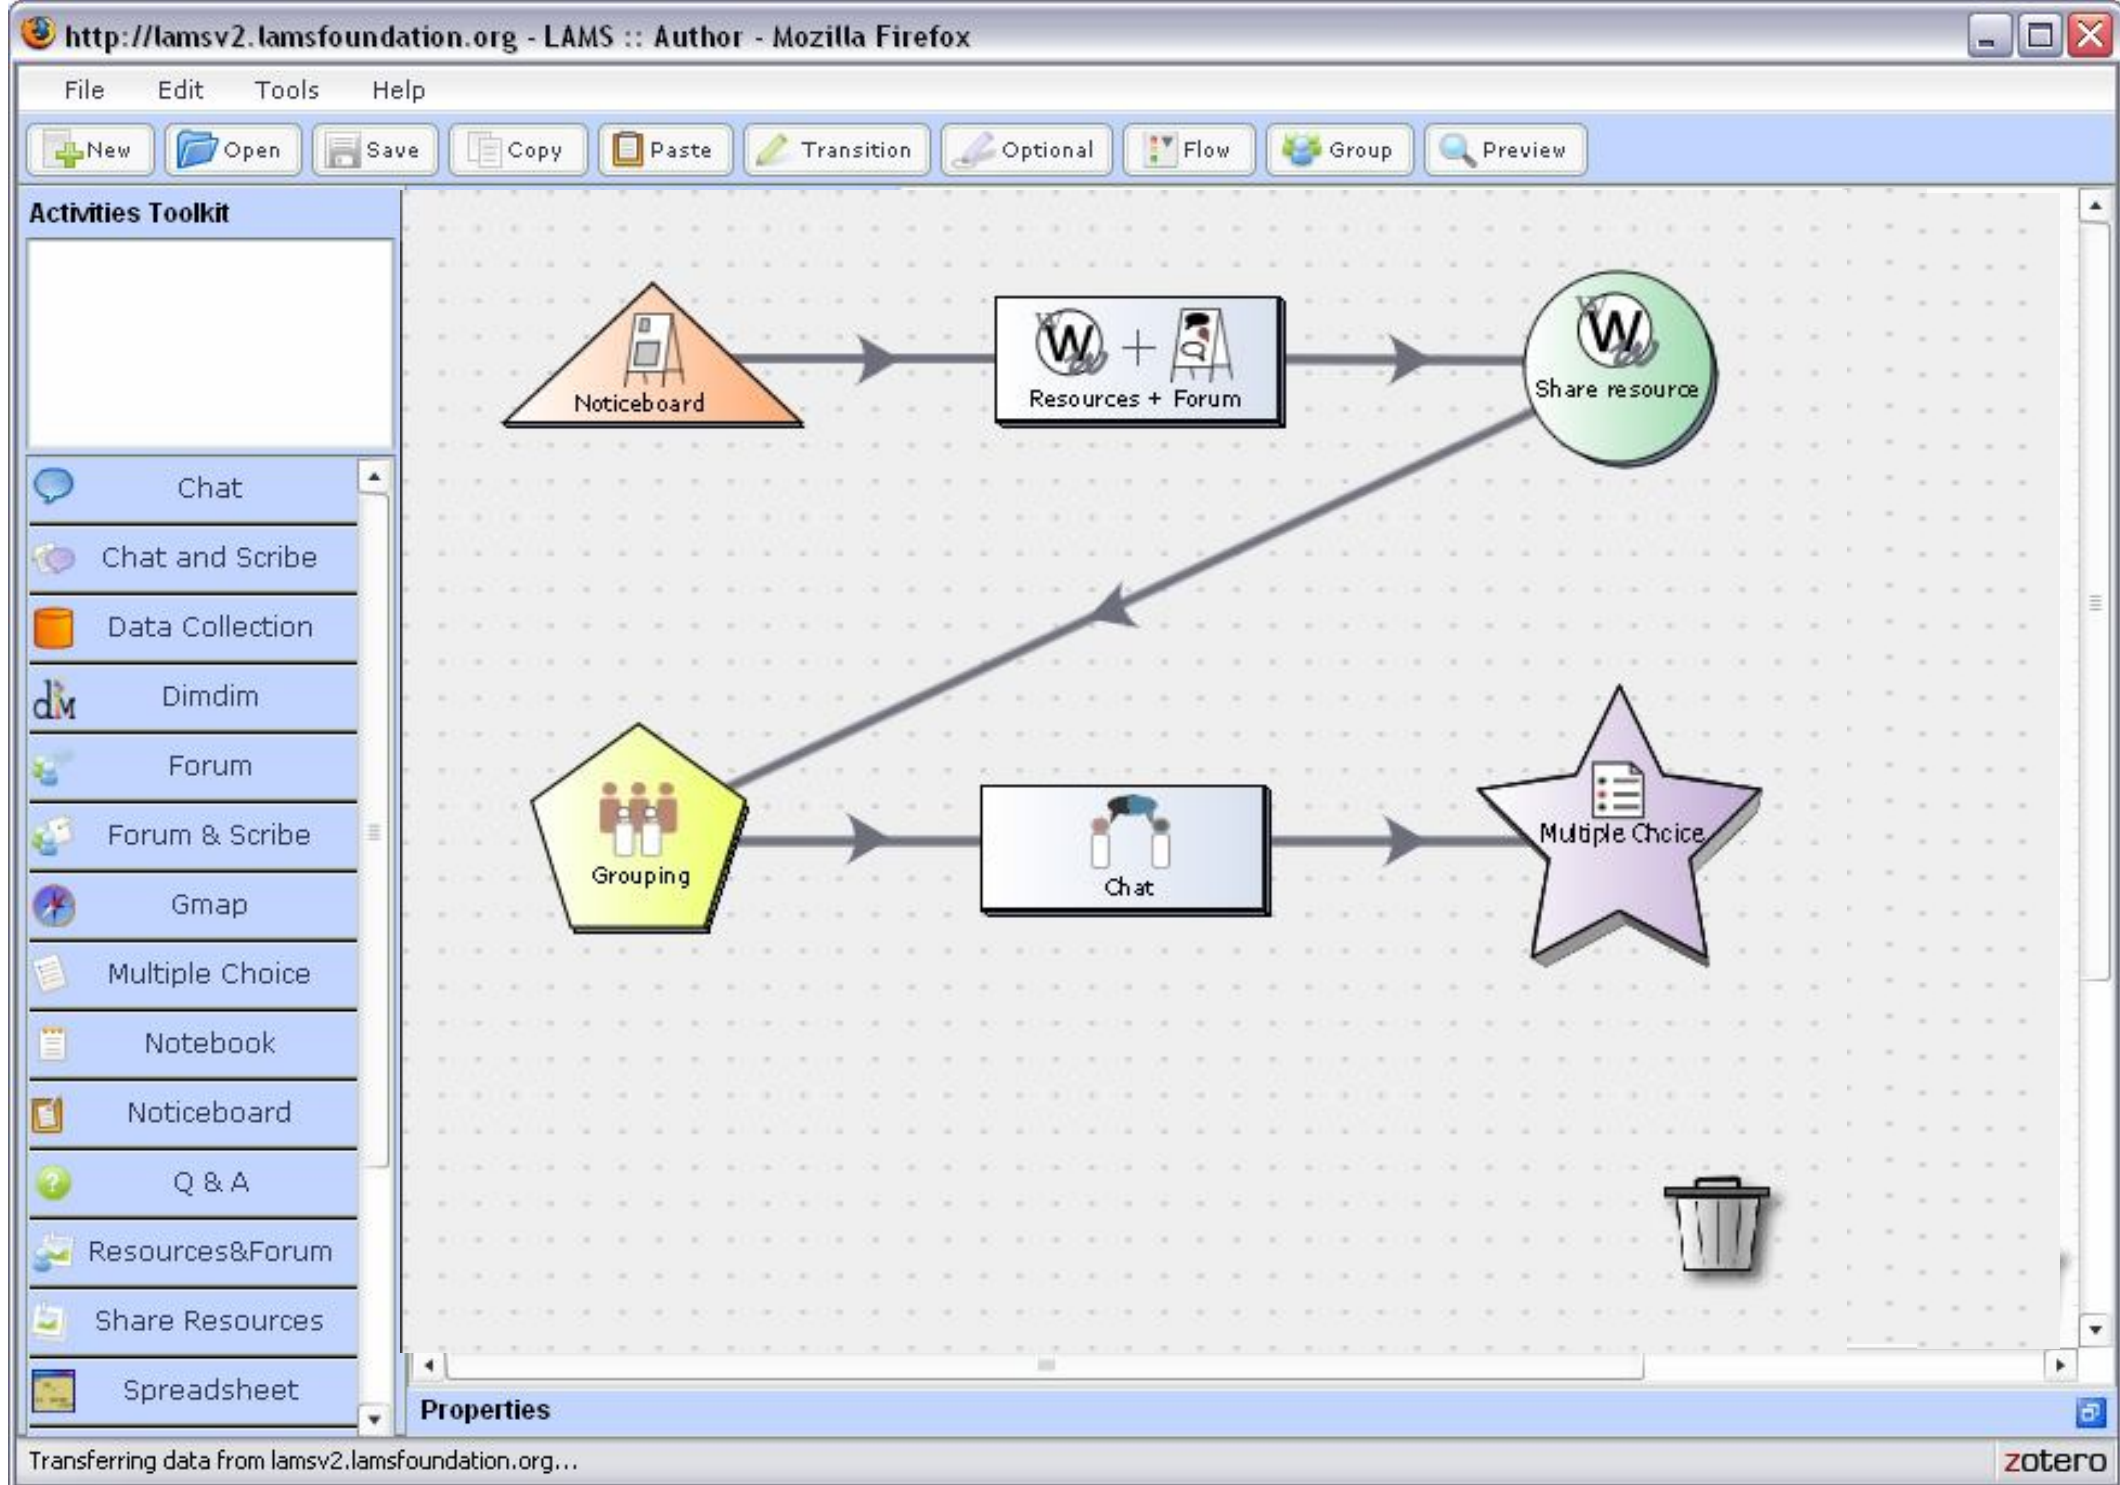 http://lamsv2.lamsfoundation.org - LAMS :: Author - Mozilla Firefox
File Edit Tools Help
New Open Save Copy Paste Transition Optional Flow Group Preview
Activities Toolkit
Chat
Chat and Scribe
Data Collection
dim Dimdim
Forum
Forum & Scribe
Gmap
Multiple Choice
Notebook
Noticeboard
Q & A
Resources&Forum
Share Resources
Spreadsheet
Noticeboard
W W w + 
Resources + Forum
W W w
Share resource
Grouping
Chat
Multiple Choice
Properties
Transferring data from lamsv2.lamsfoundation.org...
zotero